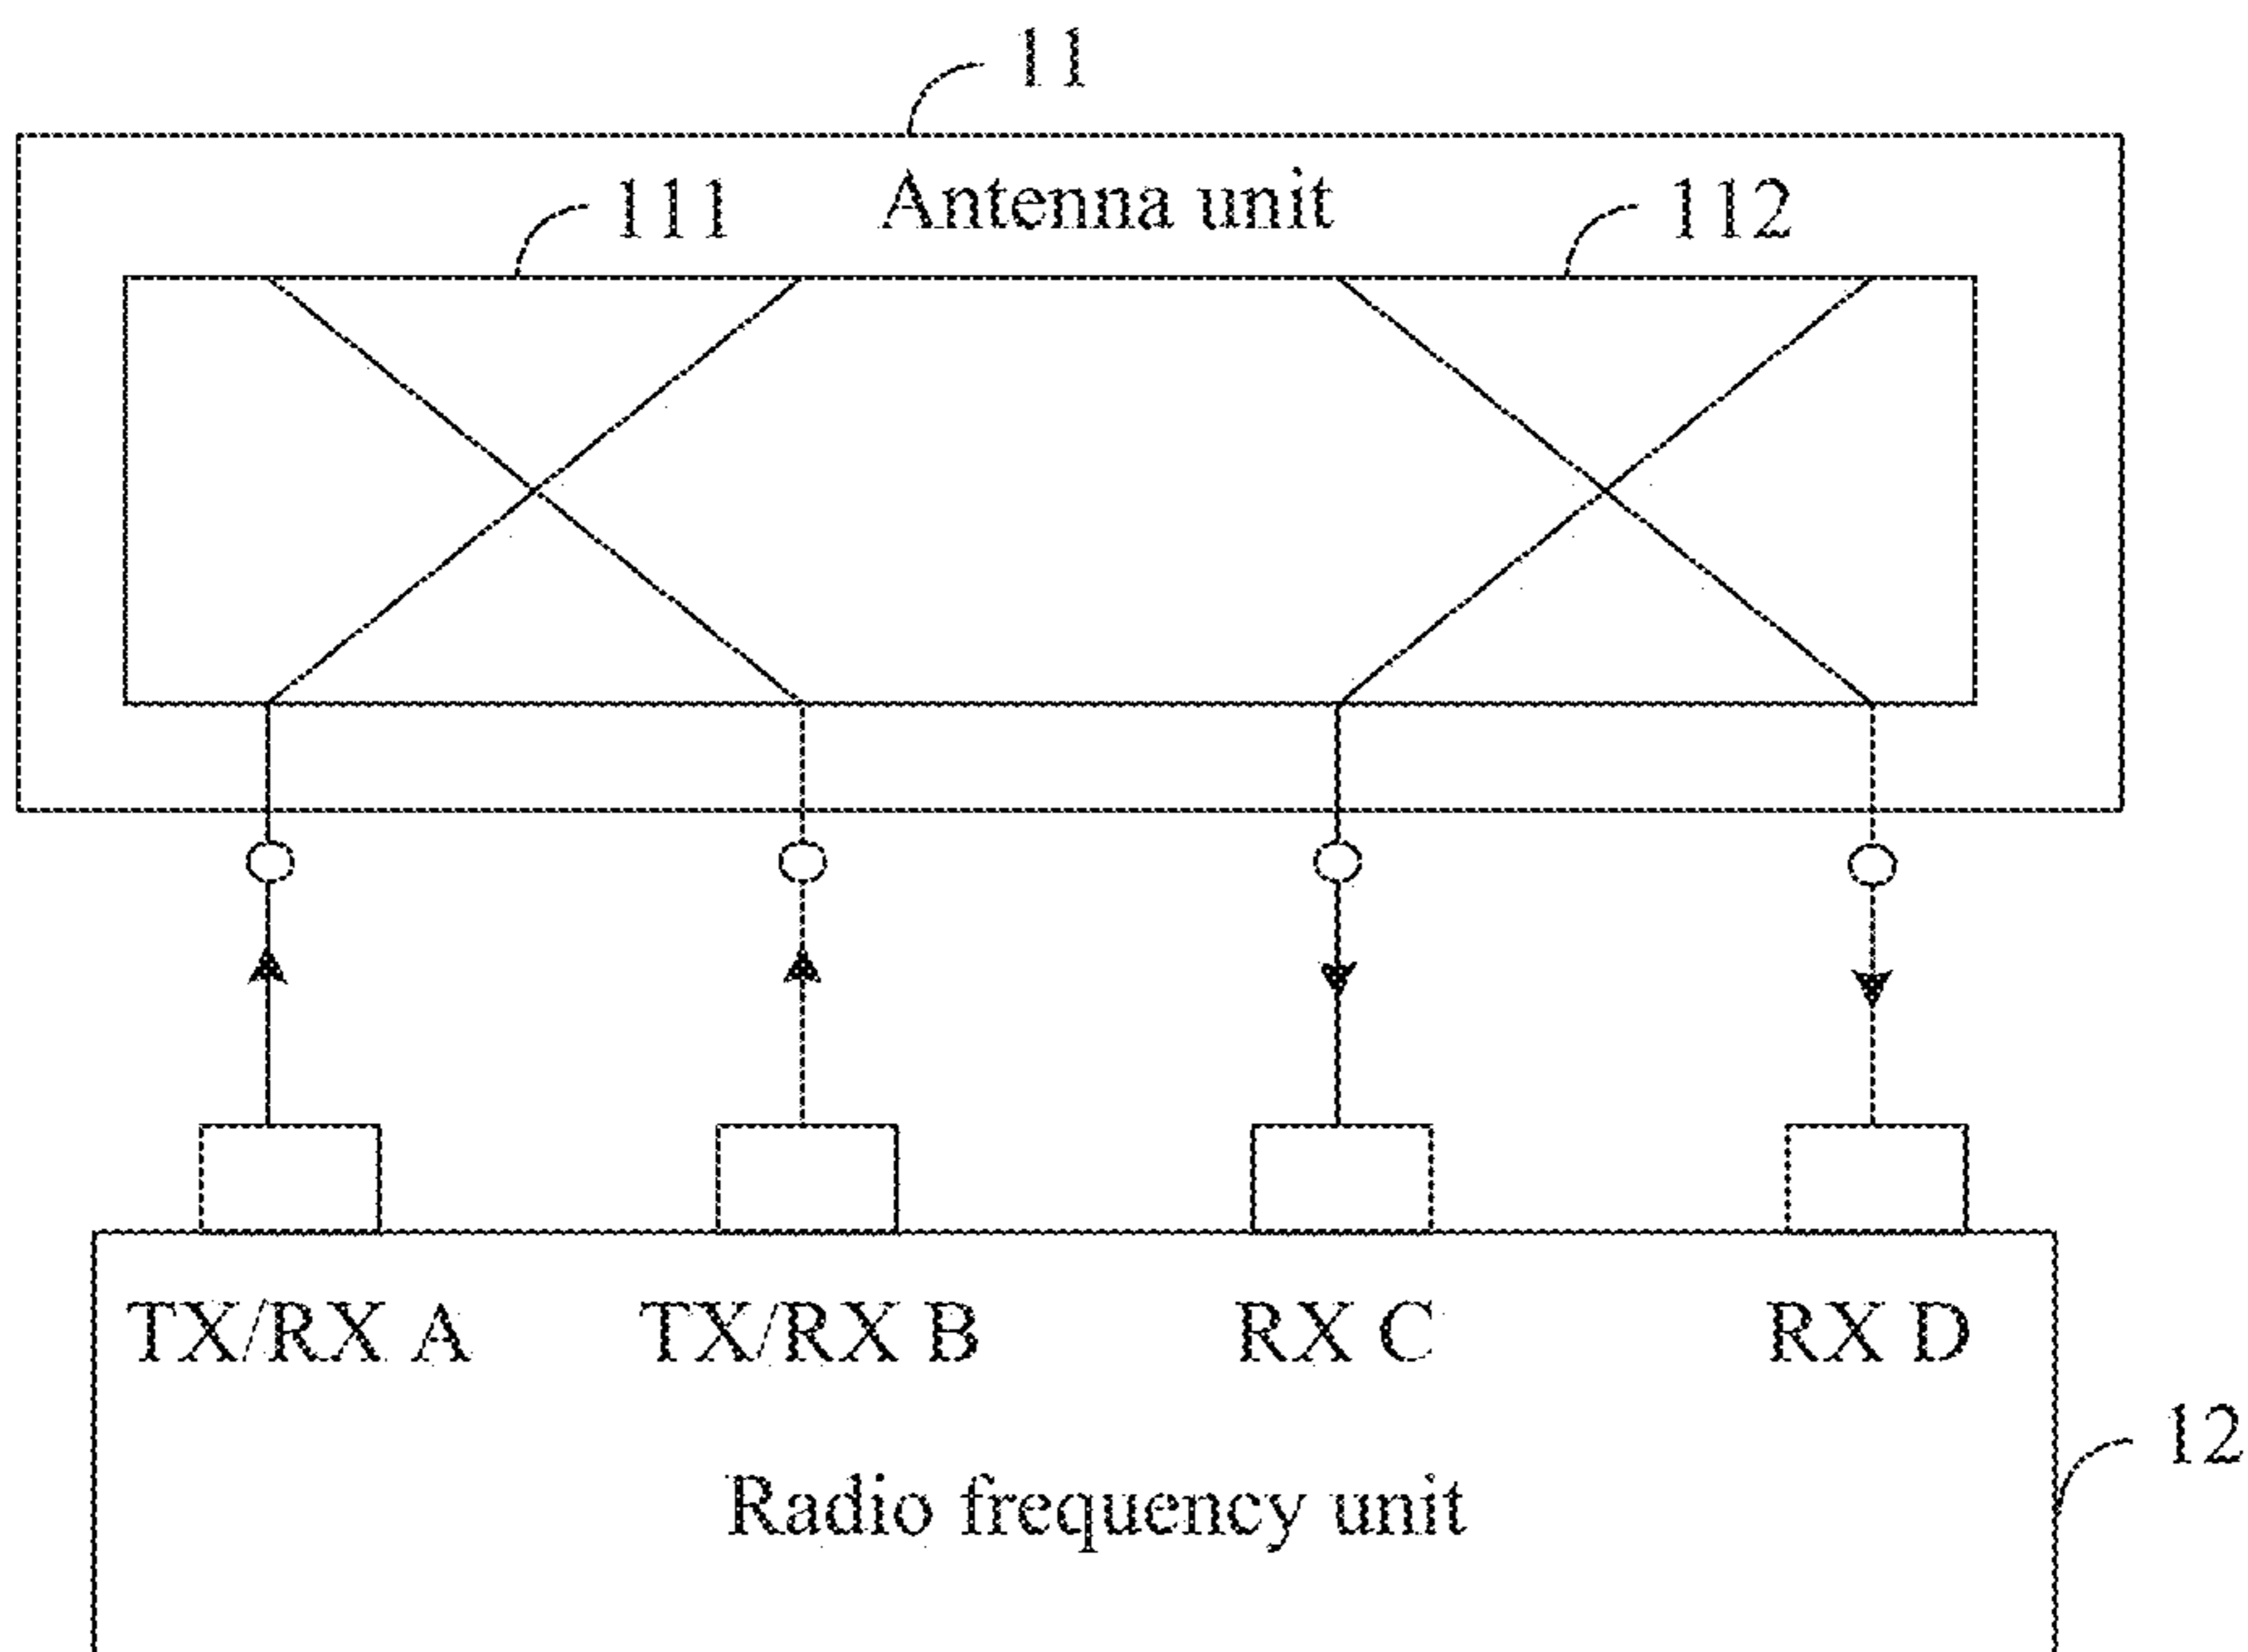 11
111 Antenna unit 112
TX/RX A TX/RX B RX C RX D
12
Radio frequency unit